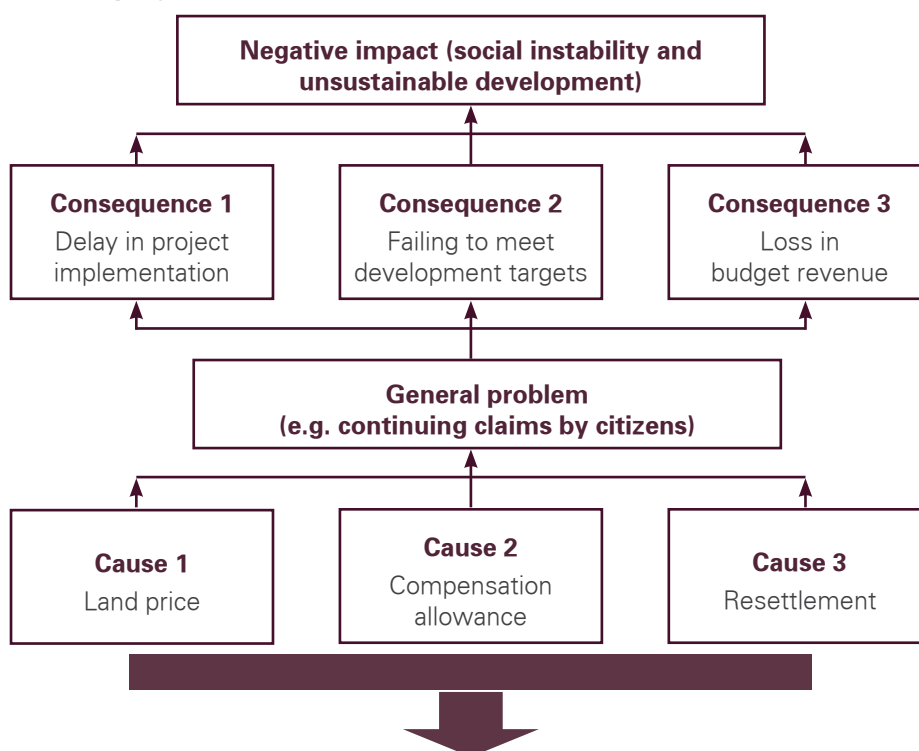 Negative impact (social instability and
unsustainable development)
Consequence 1
Delay in project
implementation
Consequence 2
Failing to meet
development targets
Consequence 3
Loss in
budget revenue
General problem
(e.g. continuing claims by citizens)
Cause 1
Land price
Cause 2
Compensation
allowance
Cause 3
Resettlement